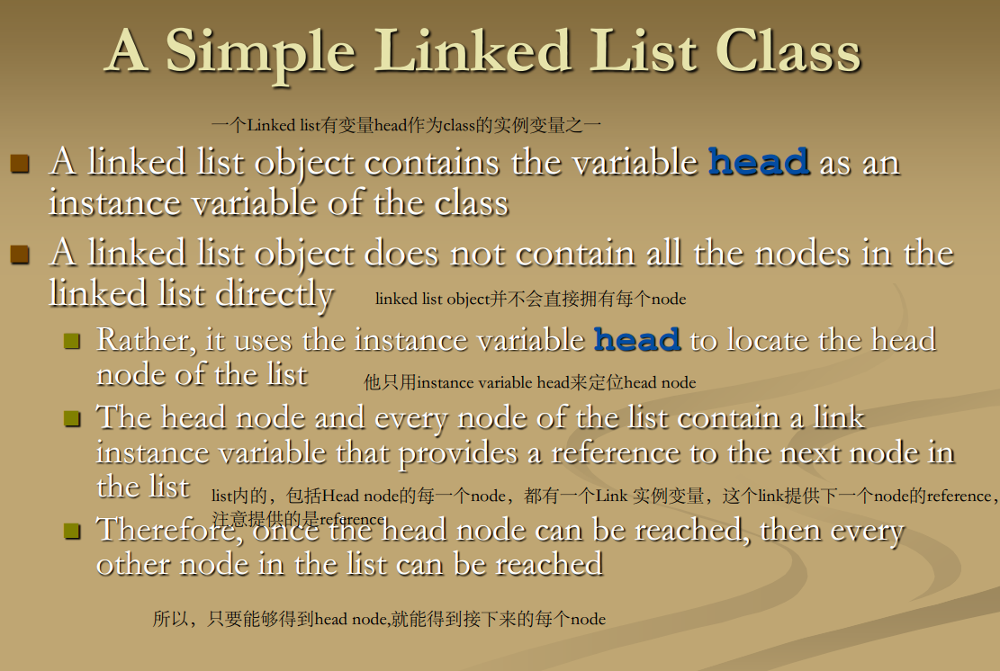 A Simple Linked List Class
一个Linked list有变量head作为class的实例变量之一
A linked list object contains the variable head as an
instance variable of the class
A linked list object does not contain all the nodes in the
linked list directly
linked list object并不会直接拥有每个node
Rather, it uses the instance variable head to locate the head
node of the list
他只用instance variable head来定位head node
The head node and every node of the list contain a link
instance variable that provides a reference to the next node in
the list
list内的，包括Head node的每一个node，都有一个Link 实例变量，这个link提供下一个node的reference，
注意提供的是reference
Therefore, once the head node can be reached, then every
other node in the list can be reached
所以，只要能够得到head node,就能得到接下来的每个node